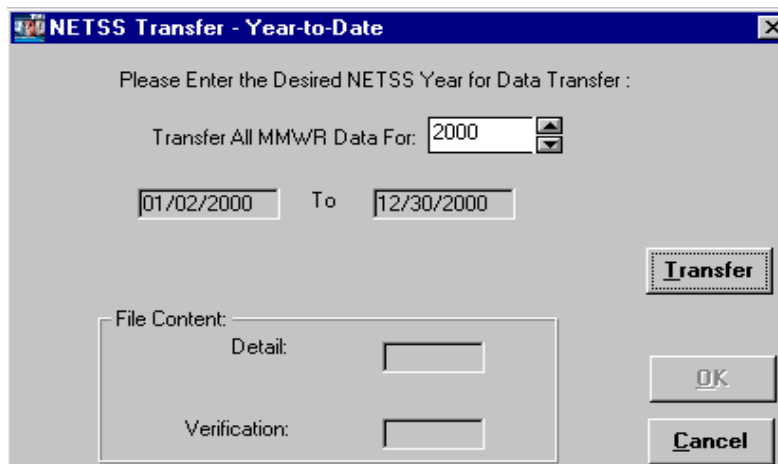 NETSS Transfer - Year-to-Date
Please Enter the Desired NETSS Year for Data Transfer :
Transfer All MMWR Data For: 2000
01/02/2000 To 12/30/2000
Transfer
File Content:
Detail:
OK
Verification:
Cancel